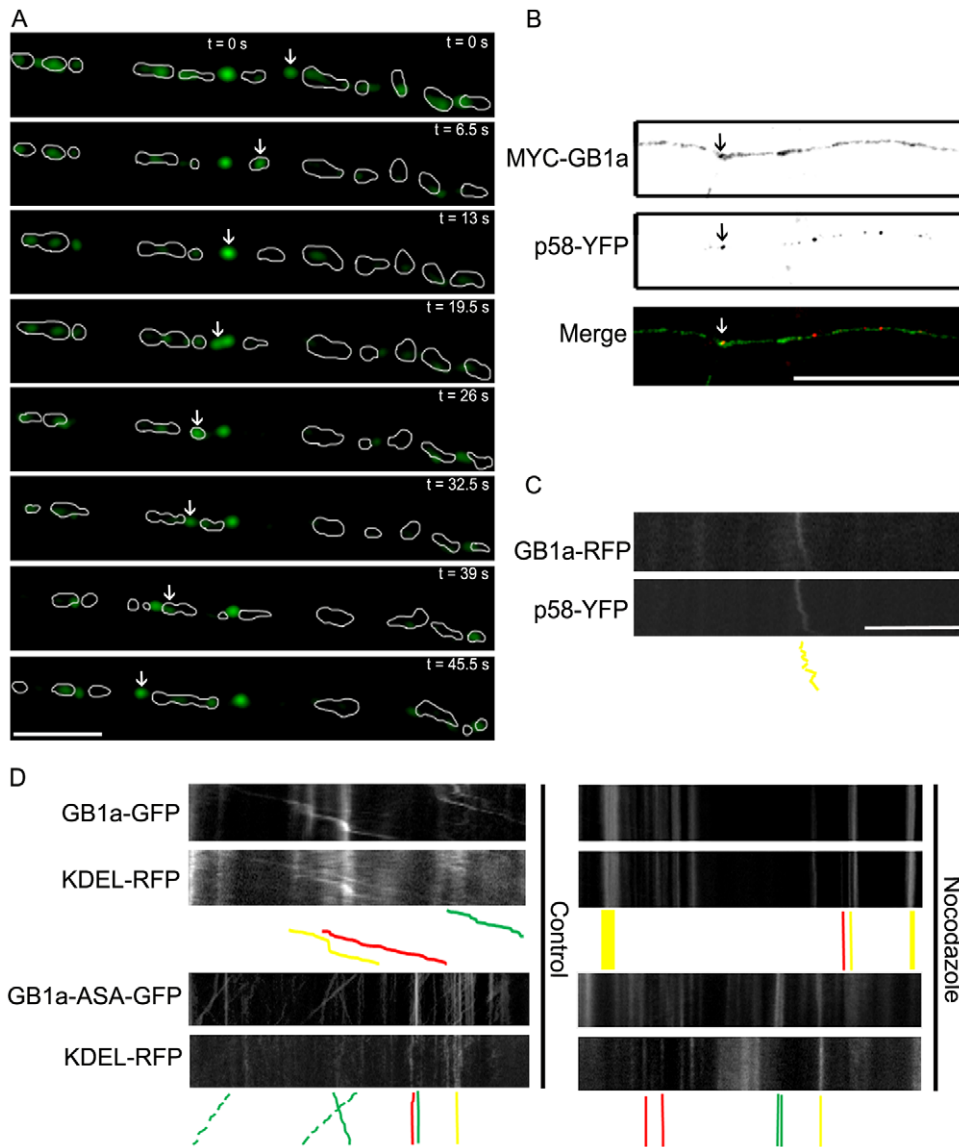 A
t = 0 s
t = 0 s
t = 6.5 s
t = 13 s
t = 19.5 s
t = 26 s
t = 32.5 s
t = 39 s
t = 45.5 s
B
MYC-GB1a
p58-YFP
Merge
C
GB1a-RFP
p58-YFP
D
GB1a-GFP
KDEL-RFP
GB1a-ASA-GFP
KDEL-RFP
Control
Nocodazole